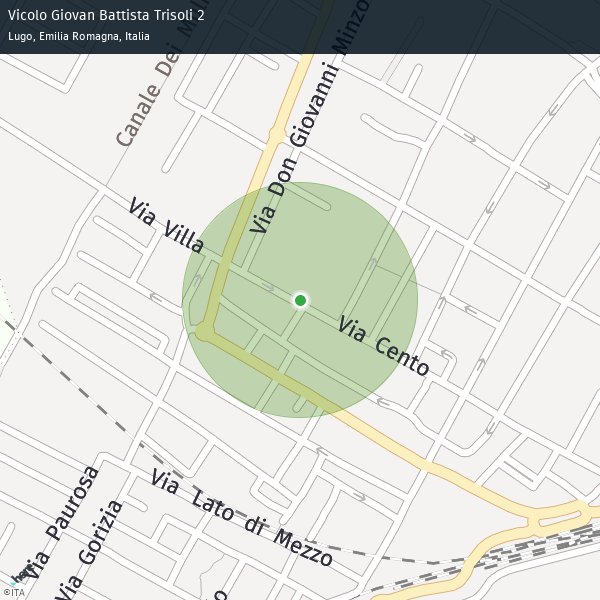 Vicolo Giovan Battista Trisoli 2
Lugo, Emilia Romagna, Italia
Canale Dei
Via Don Giovanni Minzo
Via Villa
Via Cento
Via Lato di Mezzo
Via Paurosa
Via Gorizia
here
©ITA